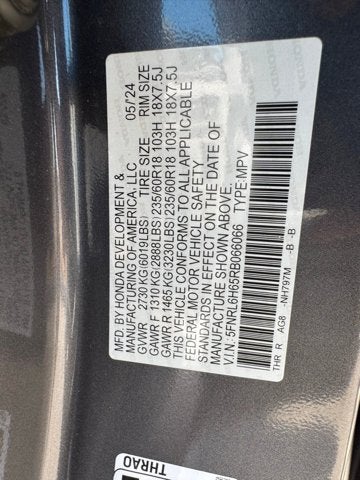 MFD. BY HONDA DEVELOPMENT & 05/'24
MANUFACTURING OF AMERICA, LLC
GVWR 2730 KG(6019LBS) TIRE SIZE RIM SIZE
GAWR F 1310 KG(2888LBS)235/60R18 103H 18X7.5J
GAWR R 1465 KG(3230LBS)235/60R18 103H 18X7.5J
THIS VEHICLE CONFORMS TO ALL APPLICABLE
FEDERAL MOTOR VEHICLE SAFETY
STANDARDS IN EFFECT ON THE DATE OF
MANUFACTURE SHOWN ABOVE.
V.I.N: 5FNRL6H65RB066066 TYPE:MPV
THR R AG8 -NH797M -B -B
THRA0